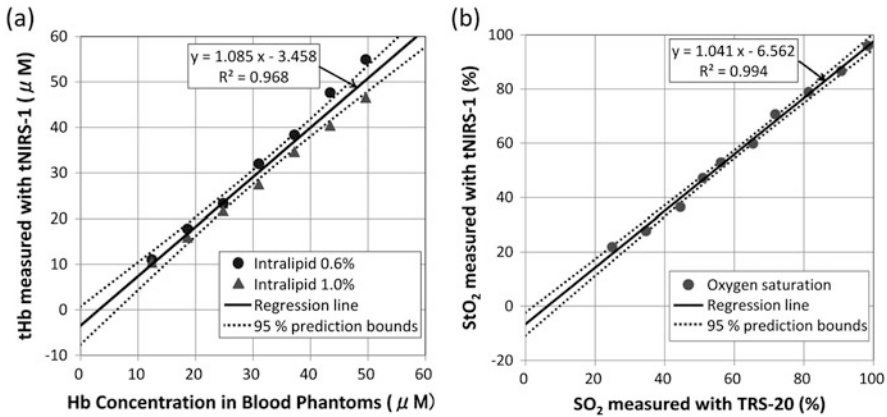 (a)
60
50
40
30
20
10
0
-10
tHb measured with tNIRS-1 ( μ M)
y = 1.085 x - 3.458
R² = 0.968
Intralipid 0.6%
Intralipid 1.0%
Regression line
95 % prediction bounds
0 10 20 30 40 50 60
Hb Concentration in Blood Phantoms ( μ M)
(b)
100
80
60
40
20
0
-20
StO₂ measured with tNIRS-1 (%)
y = 1.041 x - 6.562
R² = 0.994
Oxygen saturation
Regression line
95 % prediction bounds
0 20 40 60 80 100
SO₂ measured with TRS-20 (%)